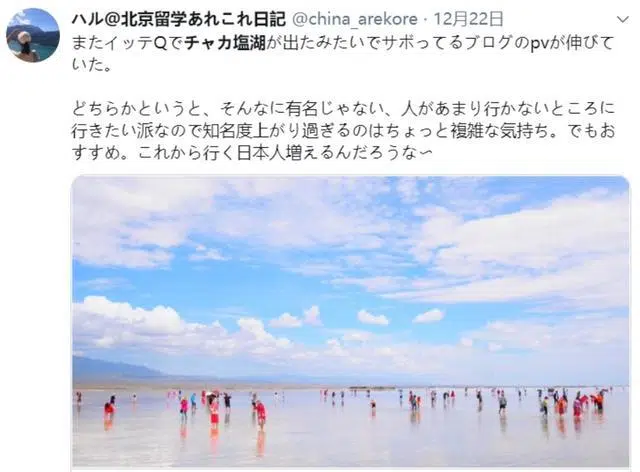 ハル@北京留学あれこれ日記 @china_arekore · 12月22日
またイッテQでチャカ塩湖が出たみたいでサボってるブログのpvが伸びて
いた。
どちらかというと、そんなに有名じゃない、人があまり行かないところに
行きたい派なので知名度上がり過ぎるのはちょっと複雑な気持ち。でもお
すすめ。これから行く日本人増えるんだろうな〜